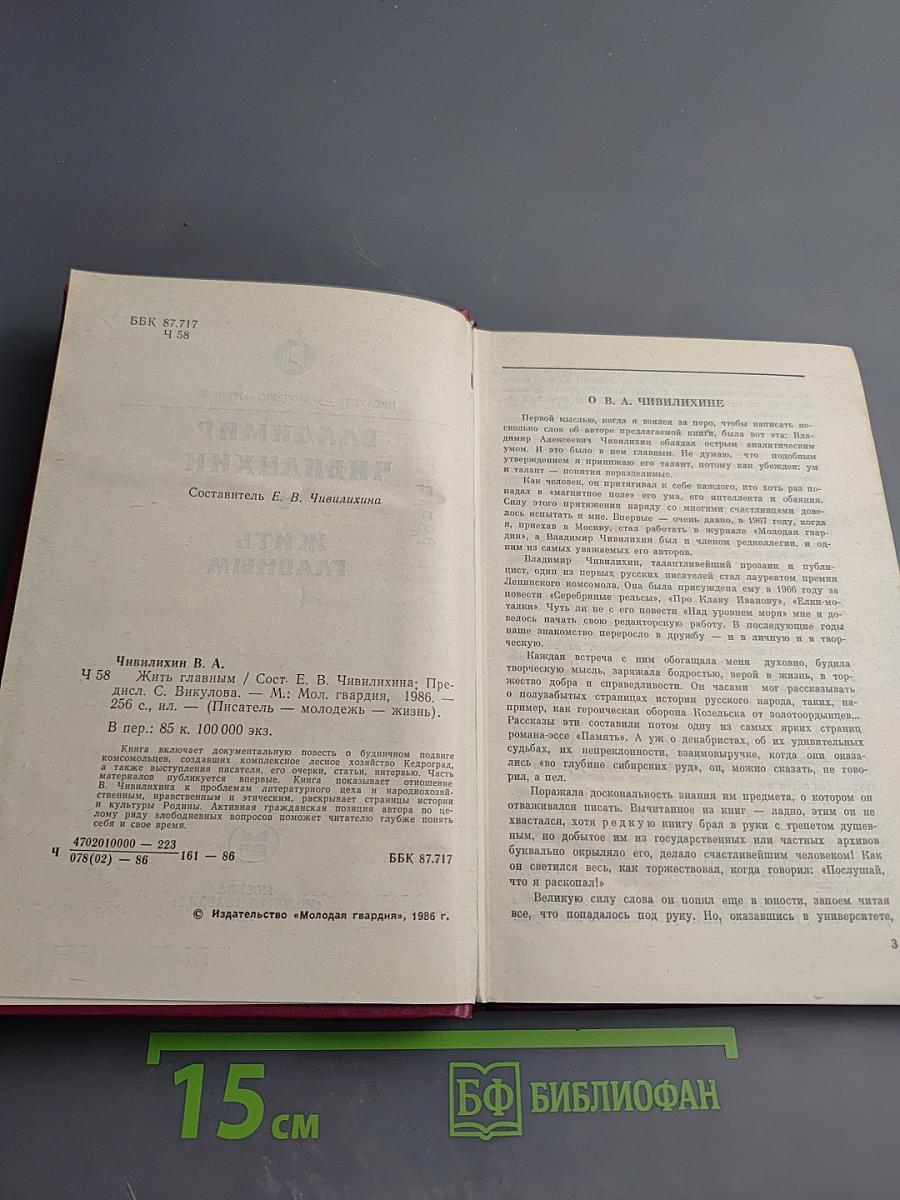 ББК 87.717
Ч 58
Составитель Е. В. Чивилихина
Чивилихин В. А.
Ч 58 Жить главным / Сост. Е. В. Чивилихина; Пре-
дисл. С. Викулова. — М.: Мол. гвардия, 1986. —
256 с., ил. — (Писатель — молодежь — жизнь).
В пер.: 85 к. 100 000 экз.
Книга включает документальную повесть о будничном подвиге
комсомольцев, создавших комплексное лесное хозяйство Кедроград,
а также выступления писателя, его очерки, статьи, интервью. Часть
материалов публикуется впервые. Книга показывает отношение
В. Чивилихина к проблемам литературного цеха и народнохозяй-
ственным, нравственным и этическим, раскрывает страницы истории
и культуры Родины. Активная гражданская позиция автора по це-
лому ряду злободневных вопросов поможет читателю глубже понять
себя и свое время.
Ч 4702010000 — 223
078(02) — 86 161 — 86 ББК 87.717
© Издательство «Молодая гвардия», 1986 г.
О В. А. ЧИВИЛИХИНЕ
Первой мыслью, когда я взялся за перо, чтобы написать не-
сколько слов об авторе предлагаемой книги, была вот эта: Вла-
димир Алексеевич Чивилихин обладал острым аналитическим
умом. И это было в нем главным. Не думаю, что подобным
утверждением я принижаю его талант, потому как убежден: ум
и талант — понятия неразделимые.
Как человек, он притягивал к себе каждого, кто хоть раз по-
падал в «магнитное поле» его ума, его интеллекта и обаяния.
Силу этого притяжения наряду со многими счастливцами дове-
лось испытать и мне. Впервые — очень давно, в 1967 году, когда
я, приехав в Москву, стал работать в журнале «Молодая гвар-
дия», а Владимир Чивилихин был и членом редколлегии, и од-
ним из самых уважаемых его авторов.
Владимир Чивилихин, талантливейший прозаик и публи-
цист, один из первых русских писателей стал лауреатом премии
Ленинского комсомола. Она была присуждена ему в 1966 году за
повести «Серебряные рельсы», «Про Клаву Иванову», «Елки-мо-
талки». Чуть ли не с его повести «Над уровнем моря» мне и до-
велось начать свою редакторскую работу. В последующие годы
наше знакомство переросло в дружбу — и в личную и в твор-
ческую.
Каждая встреча с ним обогащала меня духовно, будила
творческую мысль, заряжала бодростью, верой в жизнь, в тор-
жество добра и справедливости. Он часами мог рассказывать
о полузабытых страницах истории русского народа, таких, на-
пример, как героическая оборона Козельска от золотоордынцев...
Рассказы эти составили потом одну из самых ярких страниц
романа-эссе «Память». А уж о декабристах, об их удивительных
судьбах, их непреклонности, взаимовыручке, когда они оказа-
лись «во глубине сибирских руд», он, можно сказать, не гово-
рил, а пел.
Поражала доскональность знания им предмета, о котором он
отваживался писать. Вычитанное из книг — ладно, этим он не
хвастался, хотя редкую книгу брал в руки с трепетом душев-
ным, но добытое им из государственных или частных архивов
буквально окрыляло его, делало счастливейшим человеком! Как
он светился весь, как торжествовал, когда говорил: «Послушай,
что я раскопал!»
Великую силу слова он понял еще в юности, запоем читая
все, что попадалось под руку. Но, оказавшись в университете,
3
15 см
БФ БИБЛИОФАН